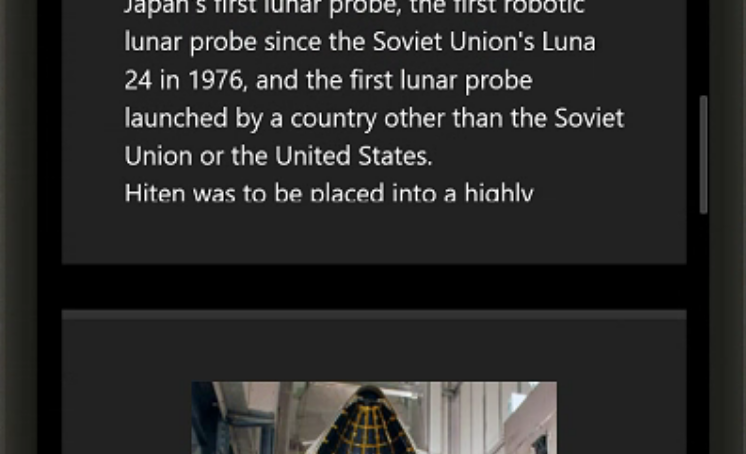 Japan's first lunar probe, the first robotic
lunar probe since the Soviet Union's Luna
24 in 1976, and the first lunar probe
launched by a country other than the Soviet
Union or the United States.
Hiten was to be placed into a highly